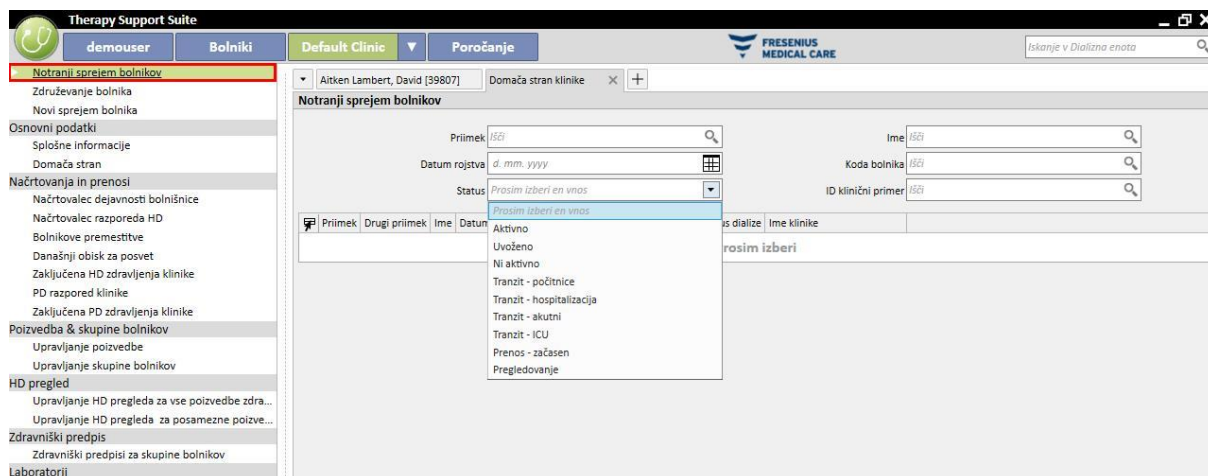 Therapy Support Suite
demouser Bolniki Default Clinic Poročanje FRESENIUS MEDICAL CARE Iskanje v Dializna enota
Notranji sprejem bolnikov
Združevanje bolnika
Novi sprejem bolnika
Osnovni podatki
Splošne informacije
Domača stran
Načrtovanja in prenosi
Načrtovalec dejavnosti bolnišnice
Načrtovalec razporeda HD
Bolnikove premestitve
Današnji obisk za posvet
Zaključena HD zdravljenja klinike
PD razpored klinike
Zaključena PD zdravljenja klinike
Poizvedba & skupine bolnikov
Upravljanje poizvedbe
Upravljanje skupine bolnikov
HD pregled
Upravljanje HD pregleda za vse poizvedbe zdra...
Upravljanje HD pregleda za posamezne poizve...
Zdravniški predpis
Zdravniški predpisi za skupine bolnikov
Laboratorij
Aitken Lambert, David [39807] Domača stran klinike
Notranji sprejem bolnikov
Priimek Išči Ime Išči
Datum rojstva d. mm. yyyy Koda bolnika Išči
Status Prosim izberi en vnos ID klinični primer Išči
Prosim izberi en vnos
Aktivno
Uvoženo
Ni aktivno
Tranzit - počitnice
Tranzit - hospitalizacija
Tranzit - akutni
Tranzit - ICU
Prenos - začasen
Pregledovanje
Priimek Drugi priimek Ime Datum us dialize Ime klinike
rosim izberi